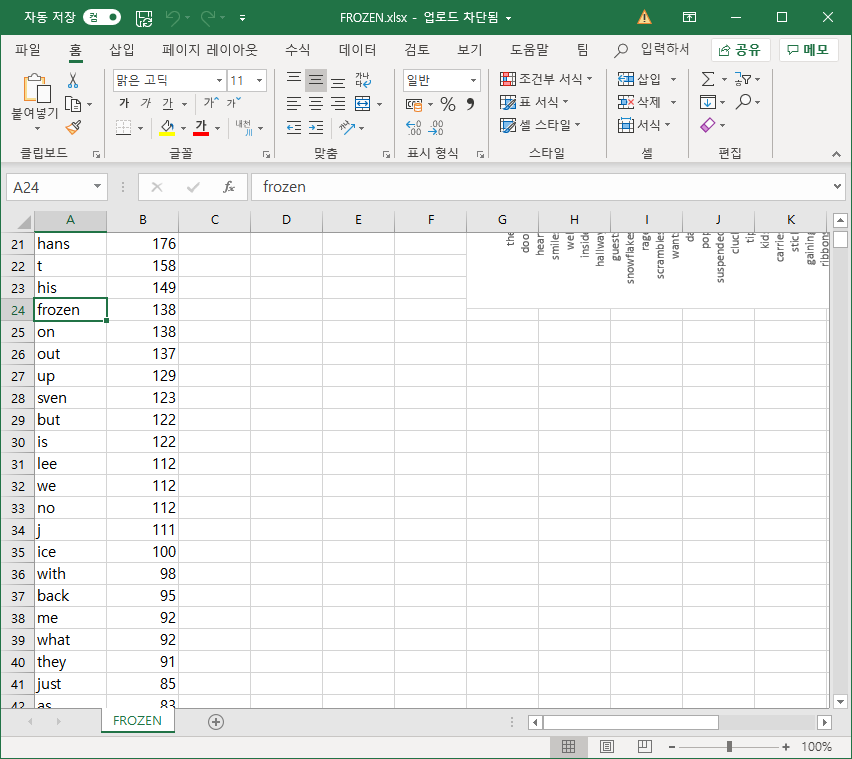 자동 저장 켬 FROZEN.xlsx - 업로드 차단됨
파일 홈 삽입 페이지 레이아웃 수식 데이터 검토 보기 도움말 팀 입력하세 공유 메모
붙여넣기 맑은 고딕 11 가나 일반 조건부 서식 삽입
가 가 가 가 가 % 표 서식 삭제
가 내천 셀 스타일 서식
클립보드 글꼴 맞춤 표시 형식 스타일 셀 편집
A24 fx frozen
A B C D E F G H I J K
21 hans 176
22 t 158
23 his 149
24 frozen 138
25 on 138
26 out 137
27 up 129
28 sven 123
29 but 122
30 is 122
31 lee 112
32 we 112
33 no 112
34 j 111
35 ice 100
36 with 98
37 back 95
38 me 92
39 what 92
40 they 91
41 just 85
42 as 83
the
smile
inside
hallway
guest
snowflake
rage
scramble
want
pop
suspended
tip
kid
carrie
gaining
ribbon
FROZEN
100%